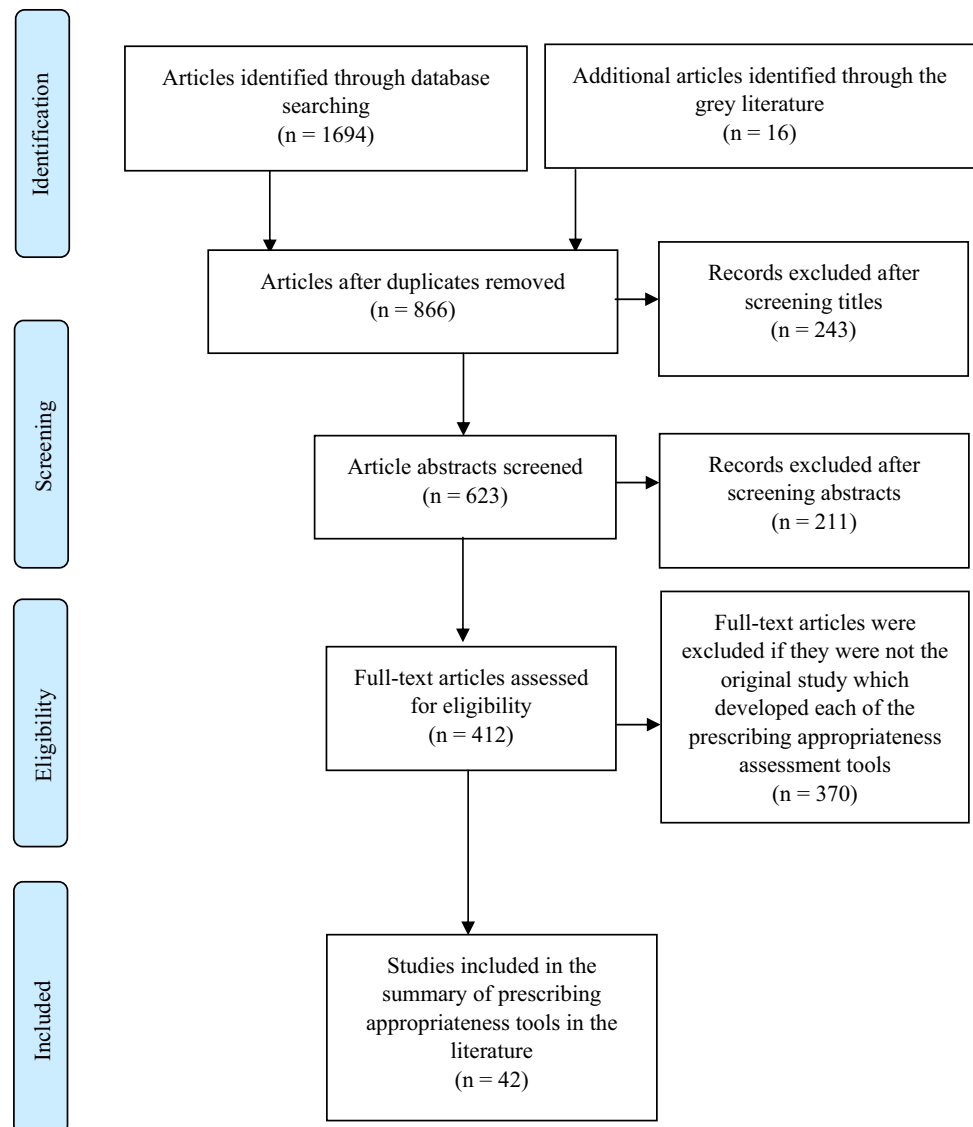 Identification
Articles identified through database
searching
(n = 1694)
Additional articles identified through the
grey literature
(n = 16)
Articles after duplicates removed
(n = 866)
Records excluded after
screening titles
(n = 243)
Screening
Article abstracts screened
(n = 623)
Records excluded after
screening abstracts
(n = 211)
Eligibility
Full-text articles assessed
for eligibility
(n = 412)
Full-text articles were
excluded if they were not the
original study which
developed each of the
prescribing appropriateness
assessment tools
(n = 370)
Included
Studies included in the
summary of prescribing
appropriateness tools in the
literature
(n = 42)